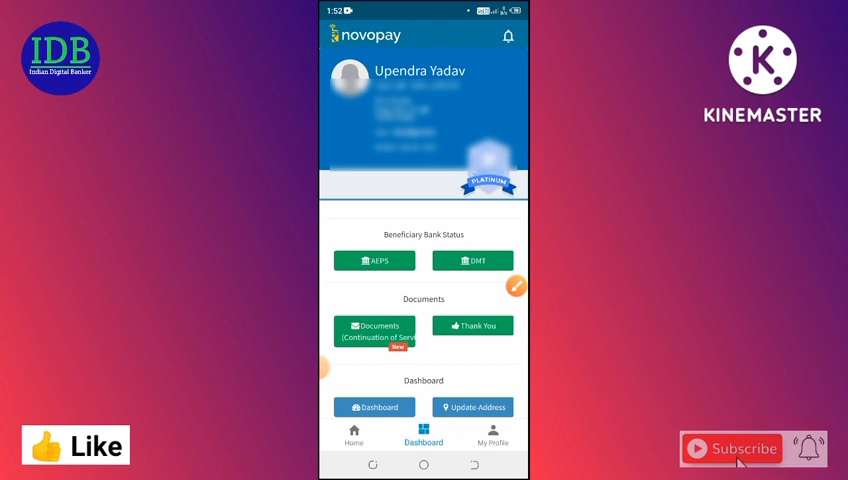 IDB
Indian Digital Banker
1:52
novopay
Upendra Yadav
PLATINUM
Beneficiary Bank Status
AEPS
DMT
Documents
Documents
(Continuation of Servi
New
Thank You
Dashboard
Dashboard
Update-Address
Home
Dashboard
My Profile
K
KINEMASTER
Like
Subscribe